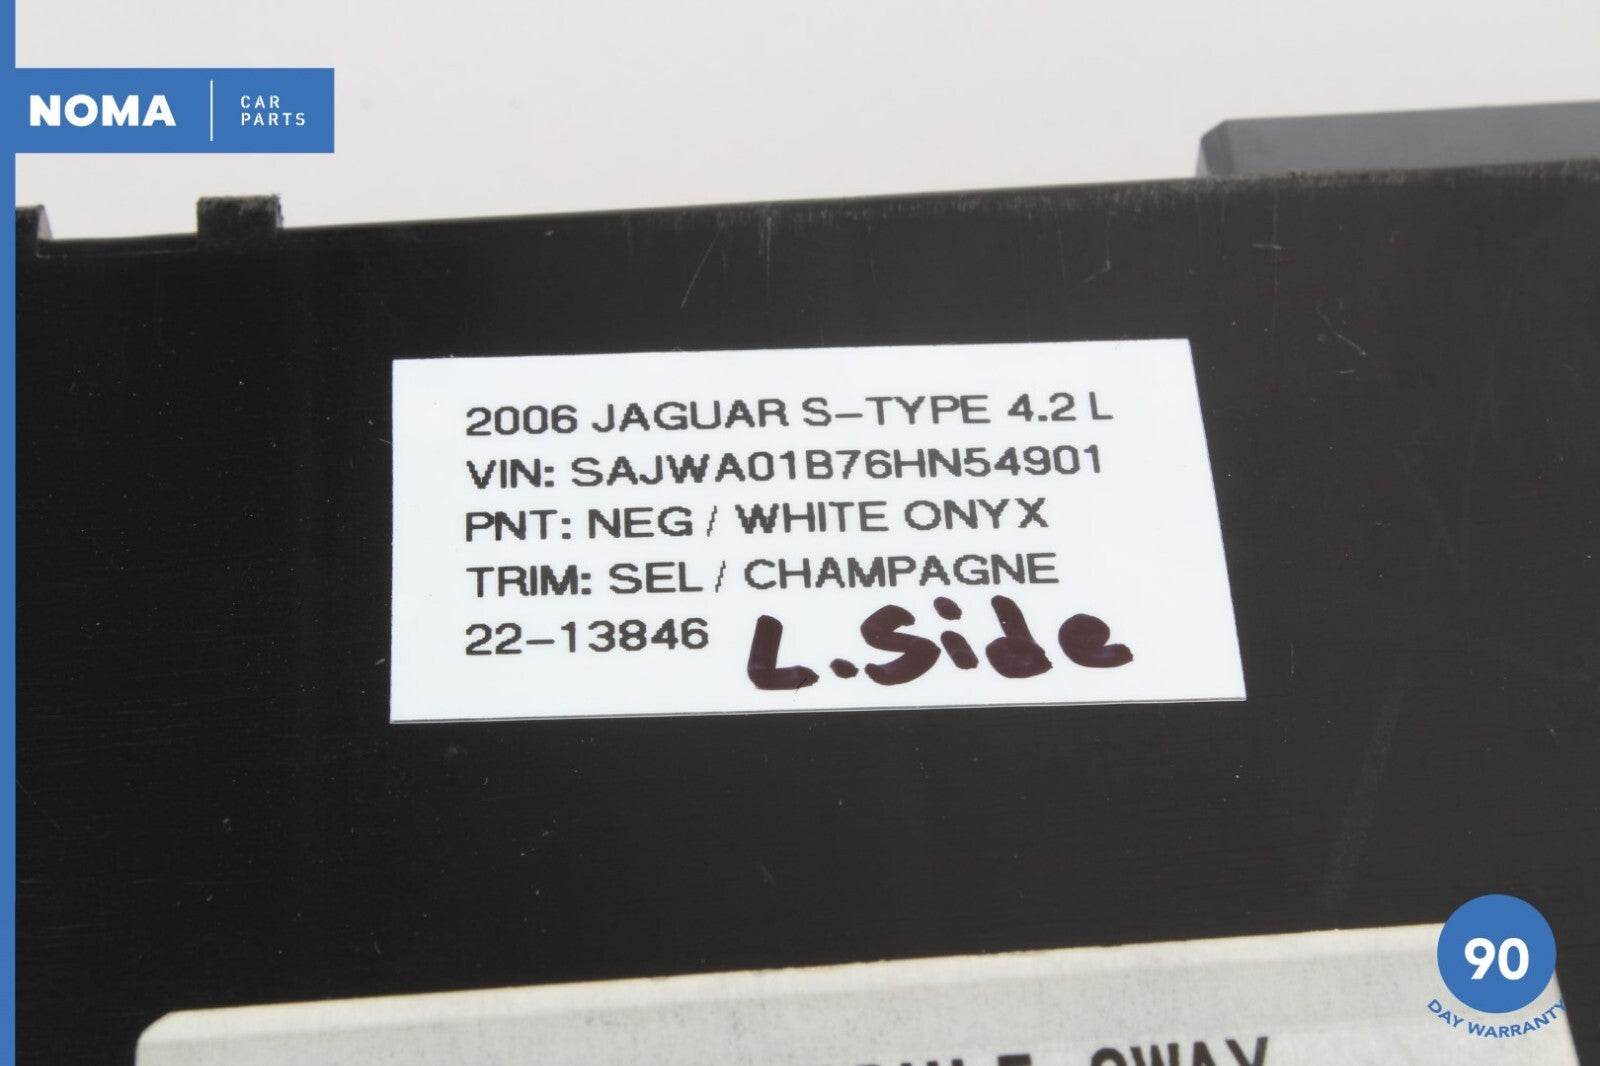 NOMA
CAR
PARTS
2006 JAGUAR S-TYPE 4.2 L
VIN: SAJWA01B76HN54901
PNT: NEG / WHITE ONYX
TRIM: SEL / CHAMPAGNE
22-13846 L.Side
90
DAY WARRANTY